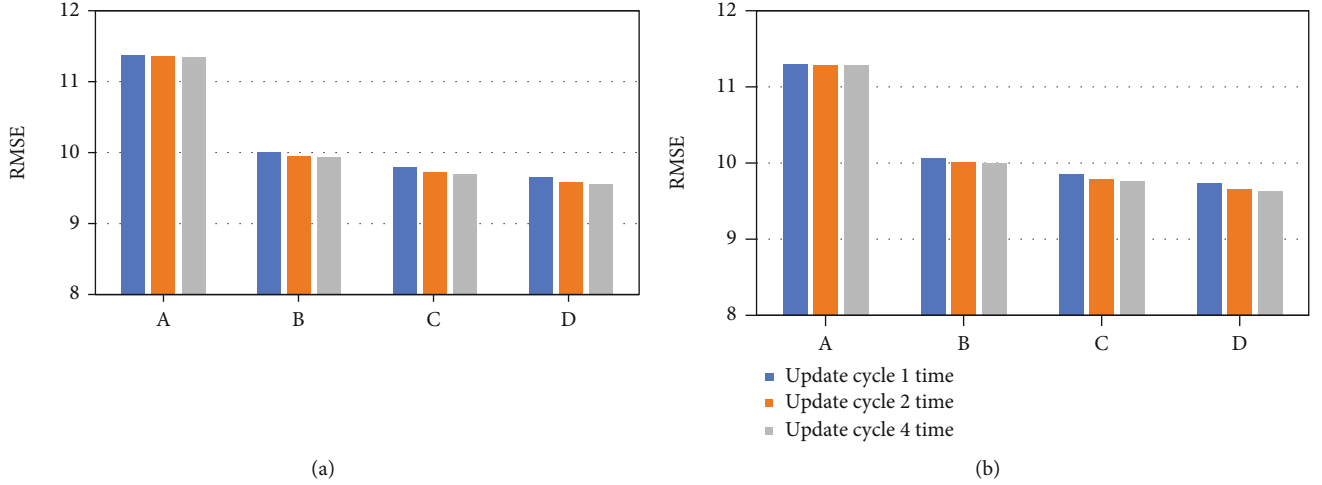 12
11
10
9
8
RMSE
A B C D
(a)
12
11
10
9
8
RMSE
A B C D
Update cycle 1 time
Update cycle 2 time
Update cycle 4 time
(b)